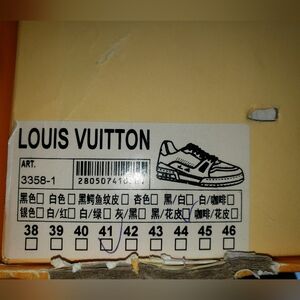 LOUIS VUITTON
ART.
3358-1
黑色□ 白色□ 黑鳄鱼纹皮□ 杏色□ 黑/白□ 白/咖啡□
银色□ 白/红□ 白/绿□ 灰/黑□ 黑/花皮□ 咖啡/花皮□
38 39 40 41 42 43 44 45 46